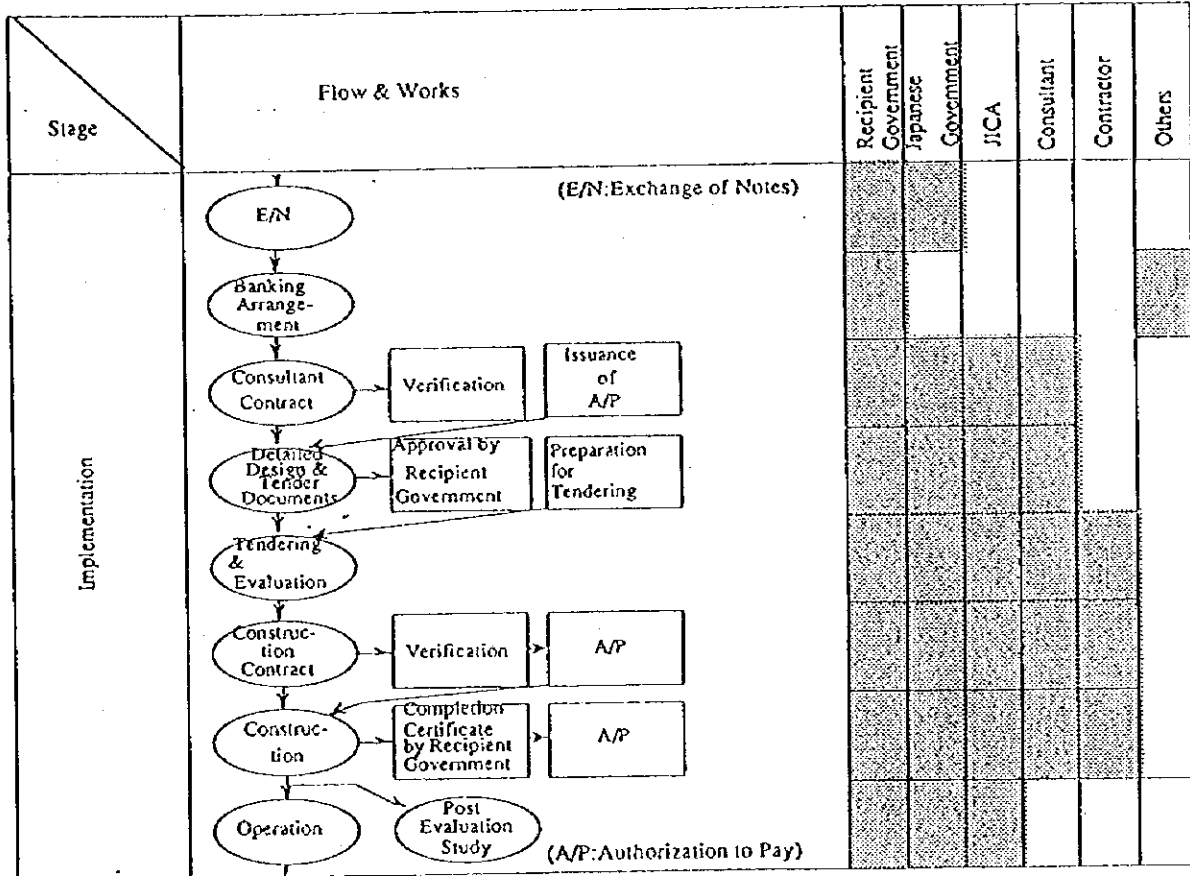 Stage
Flow & Works
Recipient
Government
Japanese
Government
JICA
Consultant
Contractor
Others
Implementation
(E/N:Exchange of Notes)
E/N
Banking
Arrange-
ment
Consultant
Contract
Verification
Issuance
of
A/P
Detailed
Design &
Tender
Documents
Approval by
Recipient
Government
Preparation
for
Tendering
Tendering
&
Evaluation
Construc-
tion
Contract
Verification
A/P
Construc-
tion
Completion
Certificate
by Recipient
Government
A/P
Operation
Post
Evaluation
Study
(A/P:Authorization to Pay)